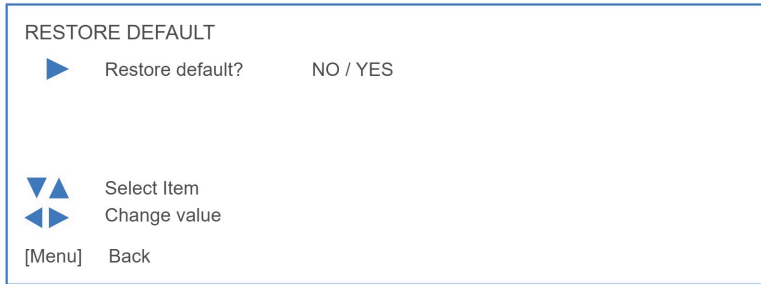 RESTORE DEFAULT
Restore default? NO / YES
Select Item
Change value
[Menu] Back